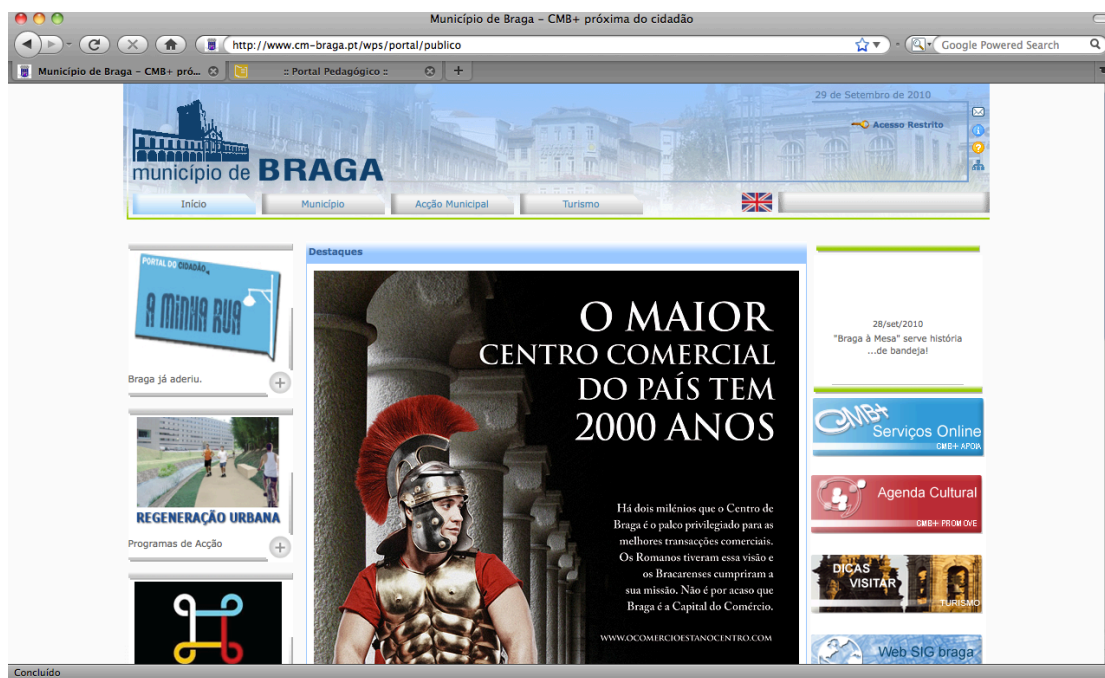 Município de Braga – CMB+ próxima do cidadão
http://www.cm-braga.pt/wps/portal/publico
Google Powered Search
Município de Braga – CMB+ pró...
:: Portal Pedagógico ::
29 de Setembro de 2010
Acesso Restrito
município de BRAGA
Início
Município
Acção Municipal
Turismo
PORTAL DO CIDADÃO
A MINHA RUA
Braga já aderiu.
REGENERAÇÃO URBANA
Programas de Acção
Destaques
O MAIOR
CENTRO COMERCIAL
DO PAÍS TEM
2000 ANOS
Há dois milénios que o Centro de
Braga é o palco privilegiado para as
melhores transacções comerciais.
Os Romanos tiveram essa visão e
os Bracarenses cumpriram a
sua missão. Não é por acaso que
Braga é a Capital do Comércio.
WWW.OCOMERCIOESTANOCENTRO.COM
28/set/2010
"Braga à Mesa" serve história
...de bandeja!
CMB+
Serviços Online
CMB+ APOIA
Agenda Cultural
CMB+ PROMOVE
DICAS
VISITAR
TURISMO
Web SIG braga
Concluído